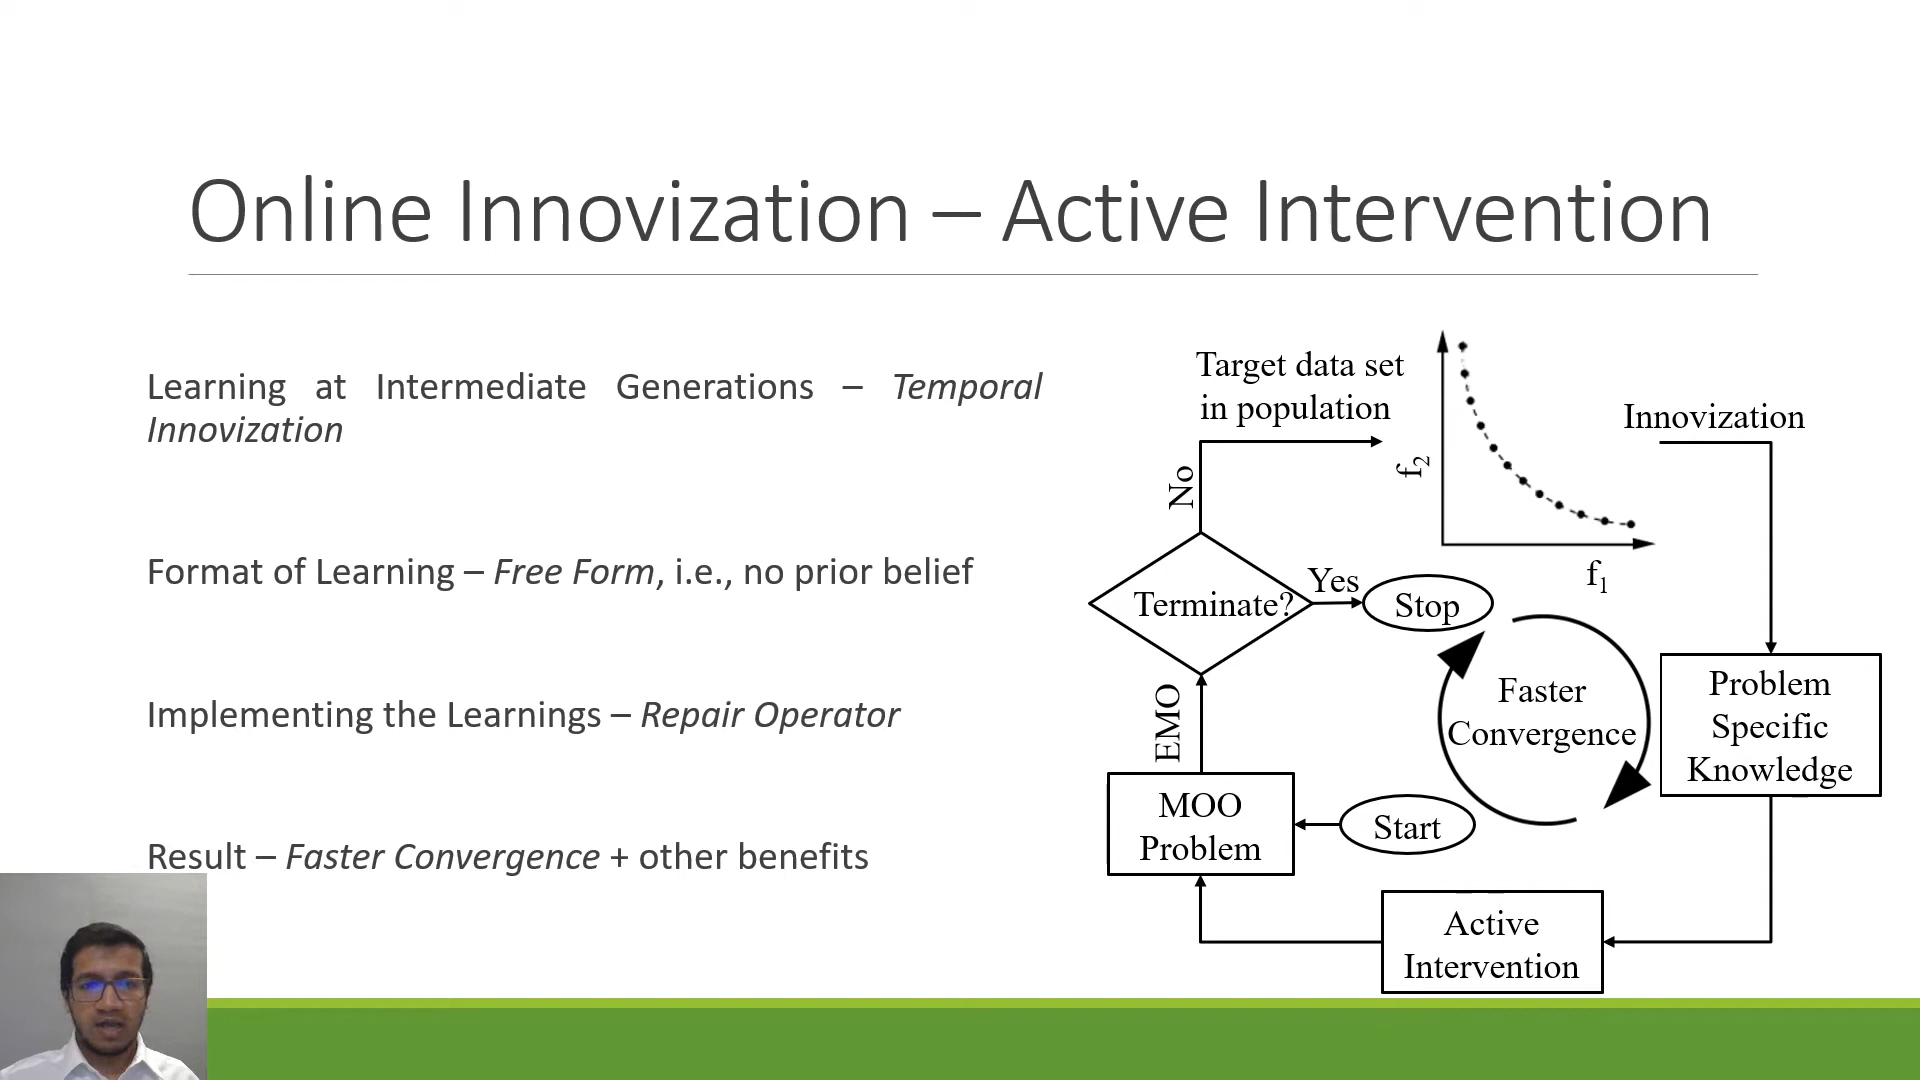 Online Innovization – Active Intervention
Learning at Intermediate Generations – Temporal
Innovization
Format of Learning – Free Form, i.e., no prior belief
Implementing the Learnings – Repair Operator
Result – Faster Convergence + other benefits
Target data set
in population
f2
f1
Innovization
No
Terminate?
Yes
Stop
EMO
Faster
Convergence
Problem
Specific
Knowledge
MOO
Problem
Start
Active
Intervention